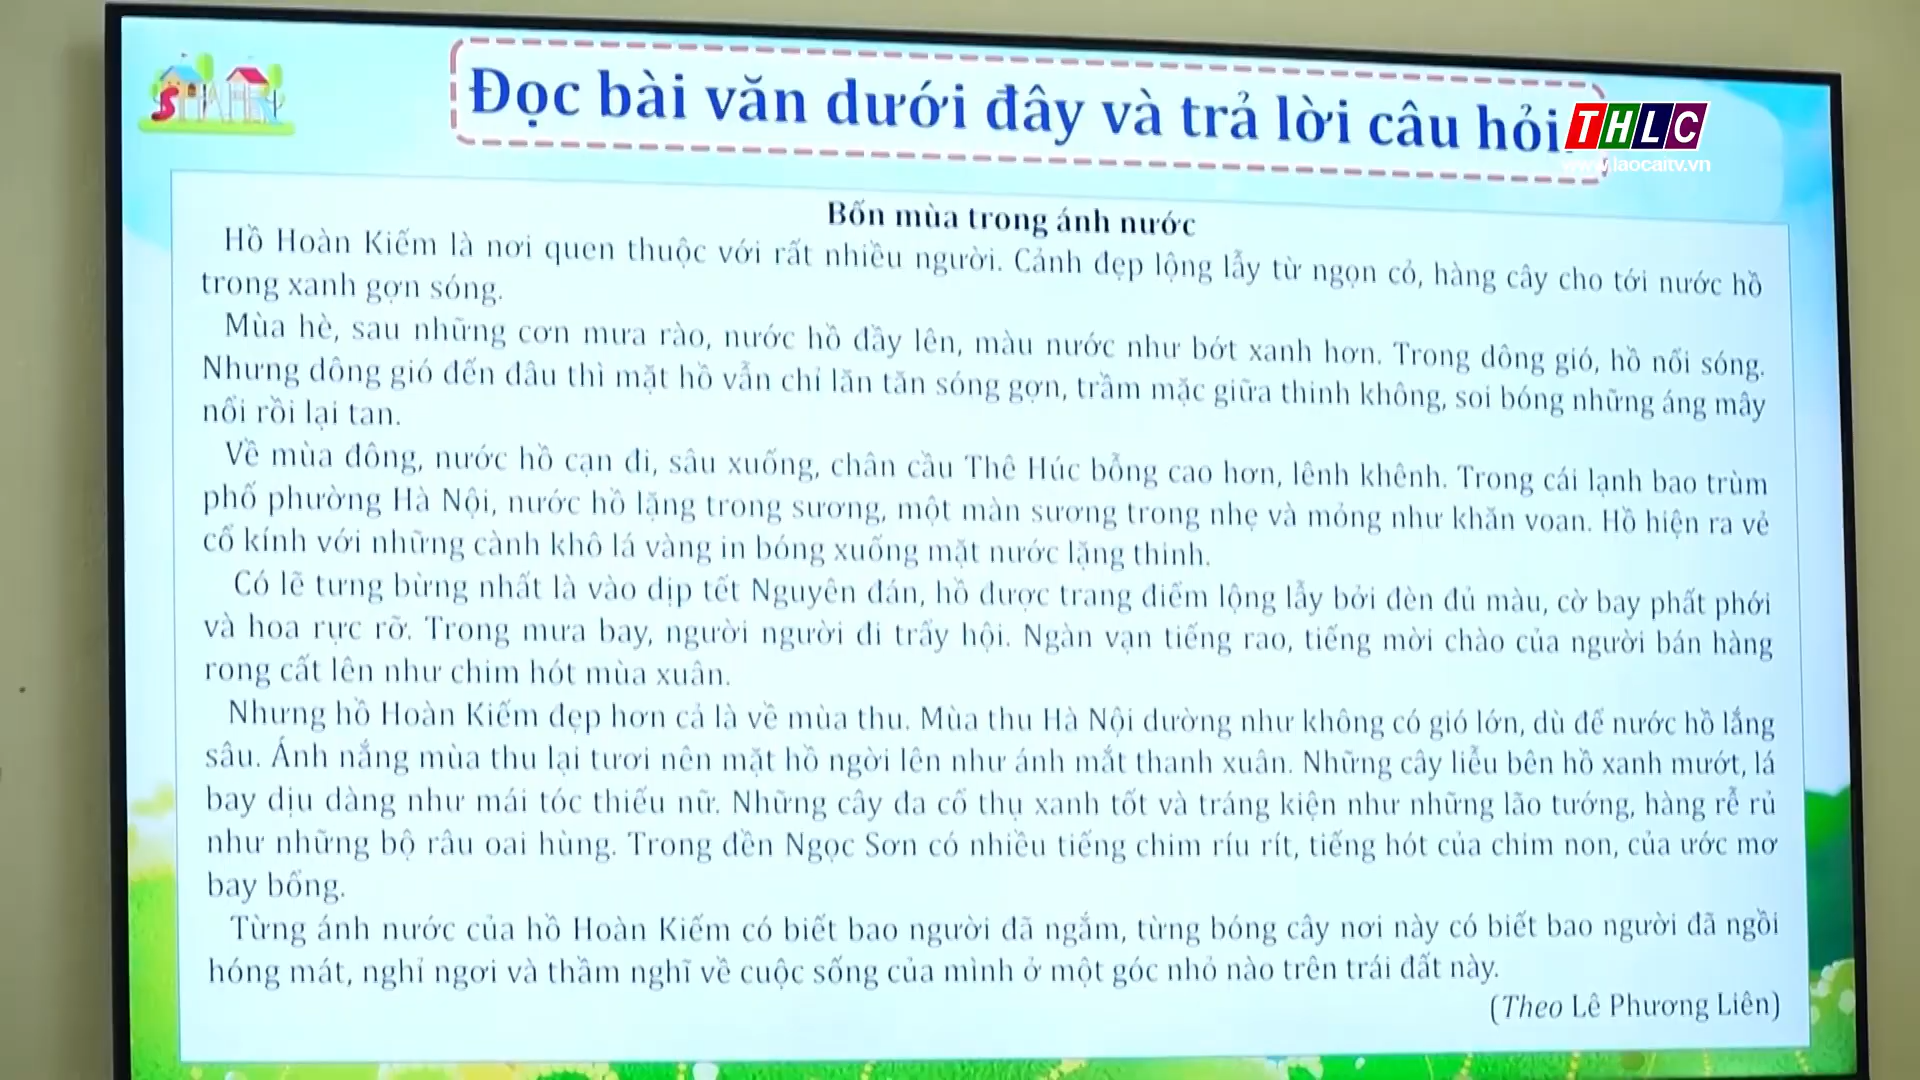 Đọc bài văn dưới đây và trả lời câu hỏi.
THLC
www.laocaitv.vn
Bốn mùa trong ánh nước
Hồ Hoàn Kiếm là nơi quen thuộc với rất nhiều người. Cảnh đẹp lộng lẫy từ ngọn cỏ, hàng cây cho tới nước hồ
trong xanh gợn sóng.
Mùa hè, sau những cơn mưa rào, nước hồ đầy lên, màu nước như bớt xanh hơn. Trong dông gió, hồ nổi sóng.
Nhưng dông gió đến đâu thì mặt hồ vẫn chỉ lăn tăn sóng gợn, trầm mặc giữa thinh không, soi bóng những áng mây
nổi rồi lại tan.
Về mùa đông, nước hồ cạn đi, sâu xuống, chân cầu Thê Húc bỗng cao hơn, lênh khênh. Trong cái lạnh bao trùm
phố phường Hà Nội, nước hồ lặng trong sương, một màn sương trong nhẹ và mỏng như khăn voan. Hồ hiện ra vẻ
cổ kính với những cành khô lá vàng in bóng xuống mặt nước lặng thinh.
Có lẽ tưng bừng nhất là vào dịp tết Nguyên đán, hồ được trang điểm lộng lẫy bởi đèn đủ màu, cờ bay phất phới
và hoa rực rỡ. Trong mưa bay, người người đi trẩy hội. Ngàn vạn tiếng rao, tiếng mời chào của người bán hàng
rong cất lên như chim hót mùa xuân.
Nhưng hồ Hoàn Kiếm đẹp hơn cả là về mùa thu. Mùa thu Hà Nội dường như không có gió lớn, dù để nước hồ lắng
sâu. Ánh nắng mùa thu lại tươi nên mặt hồ ngời lên như ánh mắt thanh xuân. Những cây liễu bên hồ xanh mướt, lá
bay dịu dàng như mái tóc thiếu nữ. Những cây đa cổ thụ xanh tốt và tráng kiện như những lão tướng, hàng rễ rủ
như những bộ râu oai hùng. Trong đền Ngọc Sơn có nhiều tiếng chim ríu rít, tiếng hót của chim non, của ước mơ
bay bổng.
Từng ánh nước của hồ Hoàn Kiếm có biết bao người đã ngắm, từng bóng cây nơi này có biết bao người đã ngồi
hóng mát, nghỉ ngơi và thầm nghĩ về cuộc sống của mình ở một góc nhỏ nào trên trái đất này.
(Theo Lê Phương Liên)